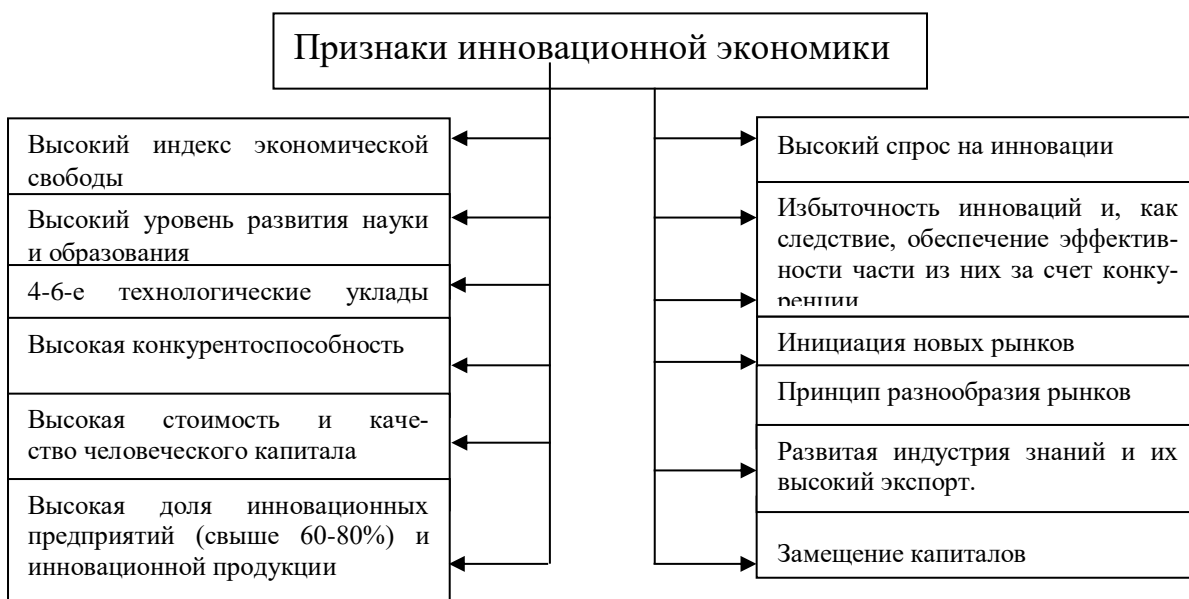 Признаки инновационной экономики
Высокий индекс экономической
свободы
Высокий уровень развития науки
и образования
4-6-е технологические уклады
Высокая конкурентоспособность
Высокая стоимость и каче-
ство человеческого капитала
Высокая доля инновационных
предприятий (свыше 60-80%) и
инновационной продукции
Высокий спрос на инновации
Избыточность инноваций и, как
следствие, обеспечение эффектив-
ности части из них за счет конку-
ренции
Инициация новых рынков
Принцип разнообразия рынков
Развитая индустрия знаний и их
высокий экспорт.
Замещение капиталов